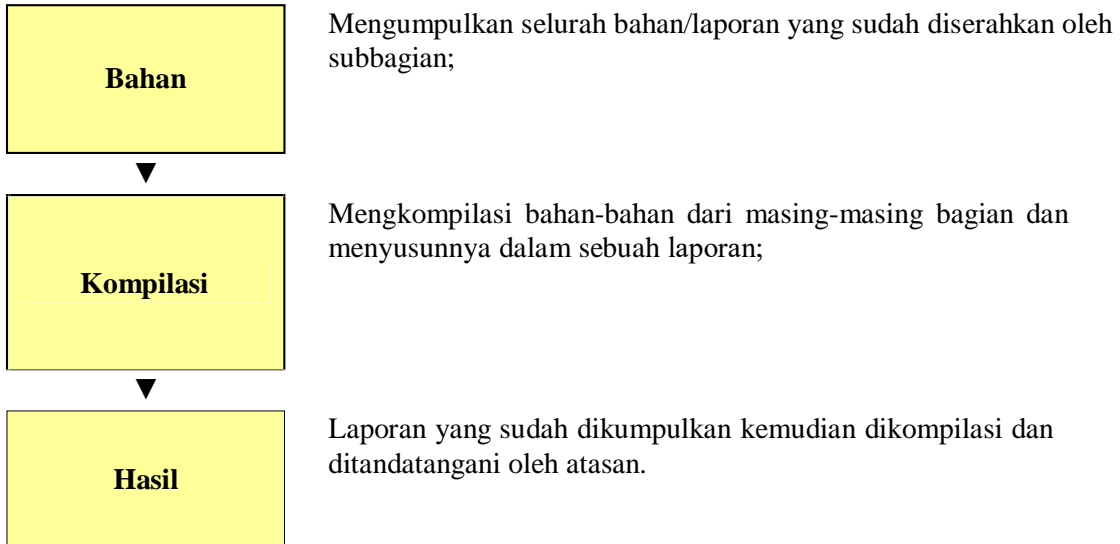 Bahan
Mengumpulkan selurah bahan/laporan yang sudah diserahkan oleh
subbagian;
Kompilasi
Mengkompilasi bahan-bahan dari masing-masing bagian dan
menyusunnya dalam sebuah laporan;
Hasil
Laporan yang sudah dikumpulkan kemudian dikompilasi dan
ditandatangani oleh atasan.